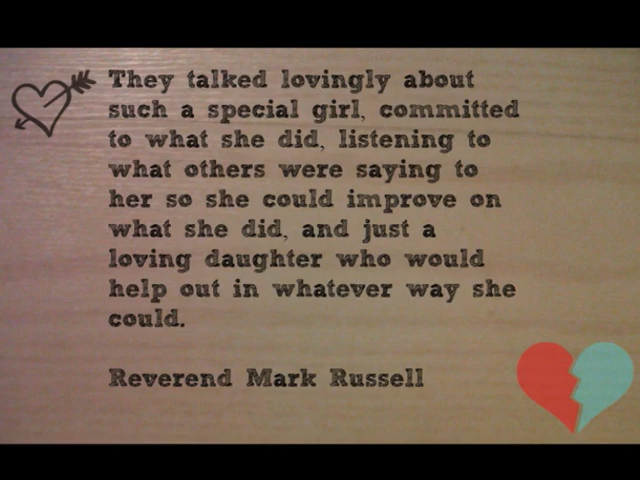 They talked lovingly about
such a special girl, committed
to what she did, listening to
what others were saying to
her so she could improve on
what she did, and just a
loving daughter who would
help out in whatever way she
could.
Reverend Mark Russell